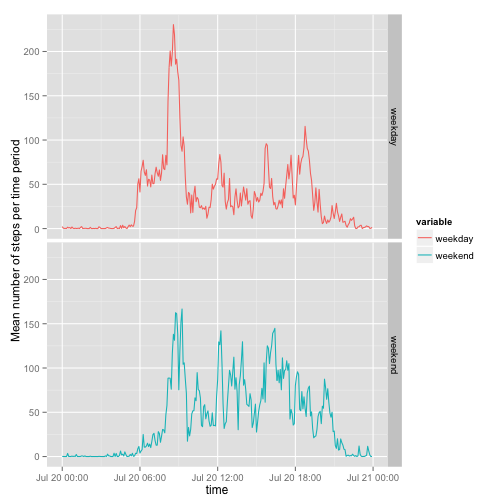 Mean number of steps per time period
200
150
100
50
0
weekday
200
150
100
50
0
weekend
Jul 20 00:00
Jul 20 06:00
Jul 20 12:00
Jul 20 18:00
Jul 21 00:00
time
variable
weekday
weekend